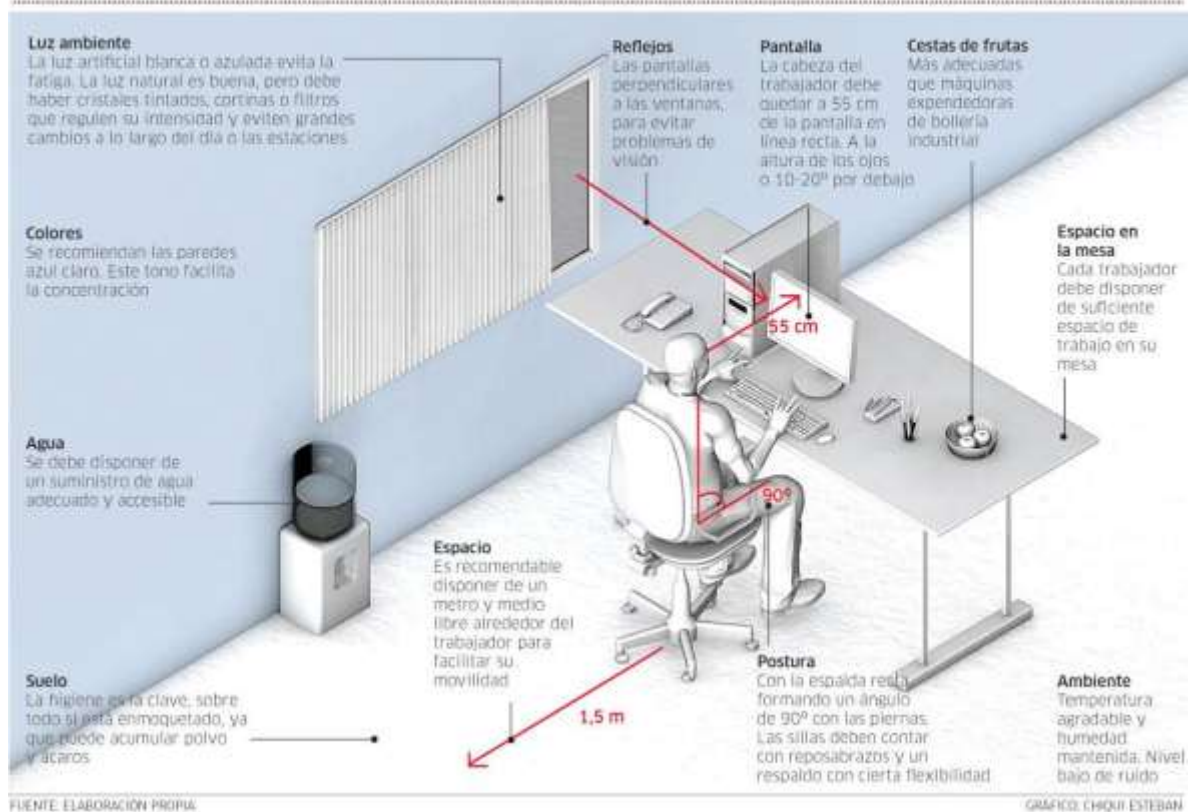 Luz ambiente
La luz artificial blanca o azulada evita la
fatiga. La luz natural es buena, pero debe
haber cristales tintados, cortinas o filtros
que regulen su intensidad y eviten grandes
cambios a lo largo del día o las estaciones
Reflejos
Las pantallas
perpendiculares
a las ventanas,
para evitar
problemas de
visión
Pantalla
La cabeza del
trabajador debe
quedar a 55 cm
de la pantalla en
línea recta. A la
altura de los ojos
o 10-20º por debajo
Cestas de frutas
Más adecuadas
que máquinas
expendedoras
de bollería
industrial
Colores
Se recomiendan las paredes
azul claro. Este tono facilita
la concentración
Espacio en
la mesa
Cada trabajador
debe disponer
de suficiente
espacio de
trabajo en su
mesa
55 cm
Agua
Se debe disponer de
un suministro de agua
adecuado y accesible
90º
Espacio
Es recomendable
disponer de un
metro y medio
libre alrededor del
trabajador para
facilitar su
movilidad
1,5 m
Suelo
La higiene es la clave, sobre
todo si está enmoquetado, ya
que puede acumular polvo
y ácaros
Postura
Con la espalda recta
formando un ángulo
de 90º con las piernas.
Las sillas deben contar
con reposabrazos y un
respaldo con cierta flexibilidad
Ambiente
Temperatura
agradable y
humedad
mantenida. Nivel
bajo de ruido
FUENTE: ELABORACIÓN PROPIA
GRÁFICO: CHIQUI ESTEBAN